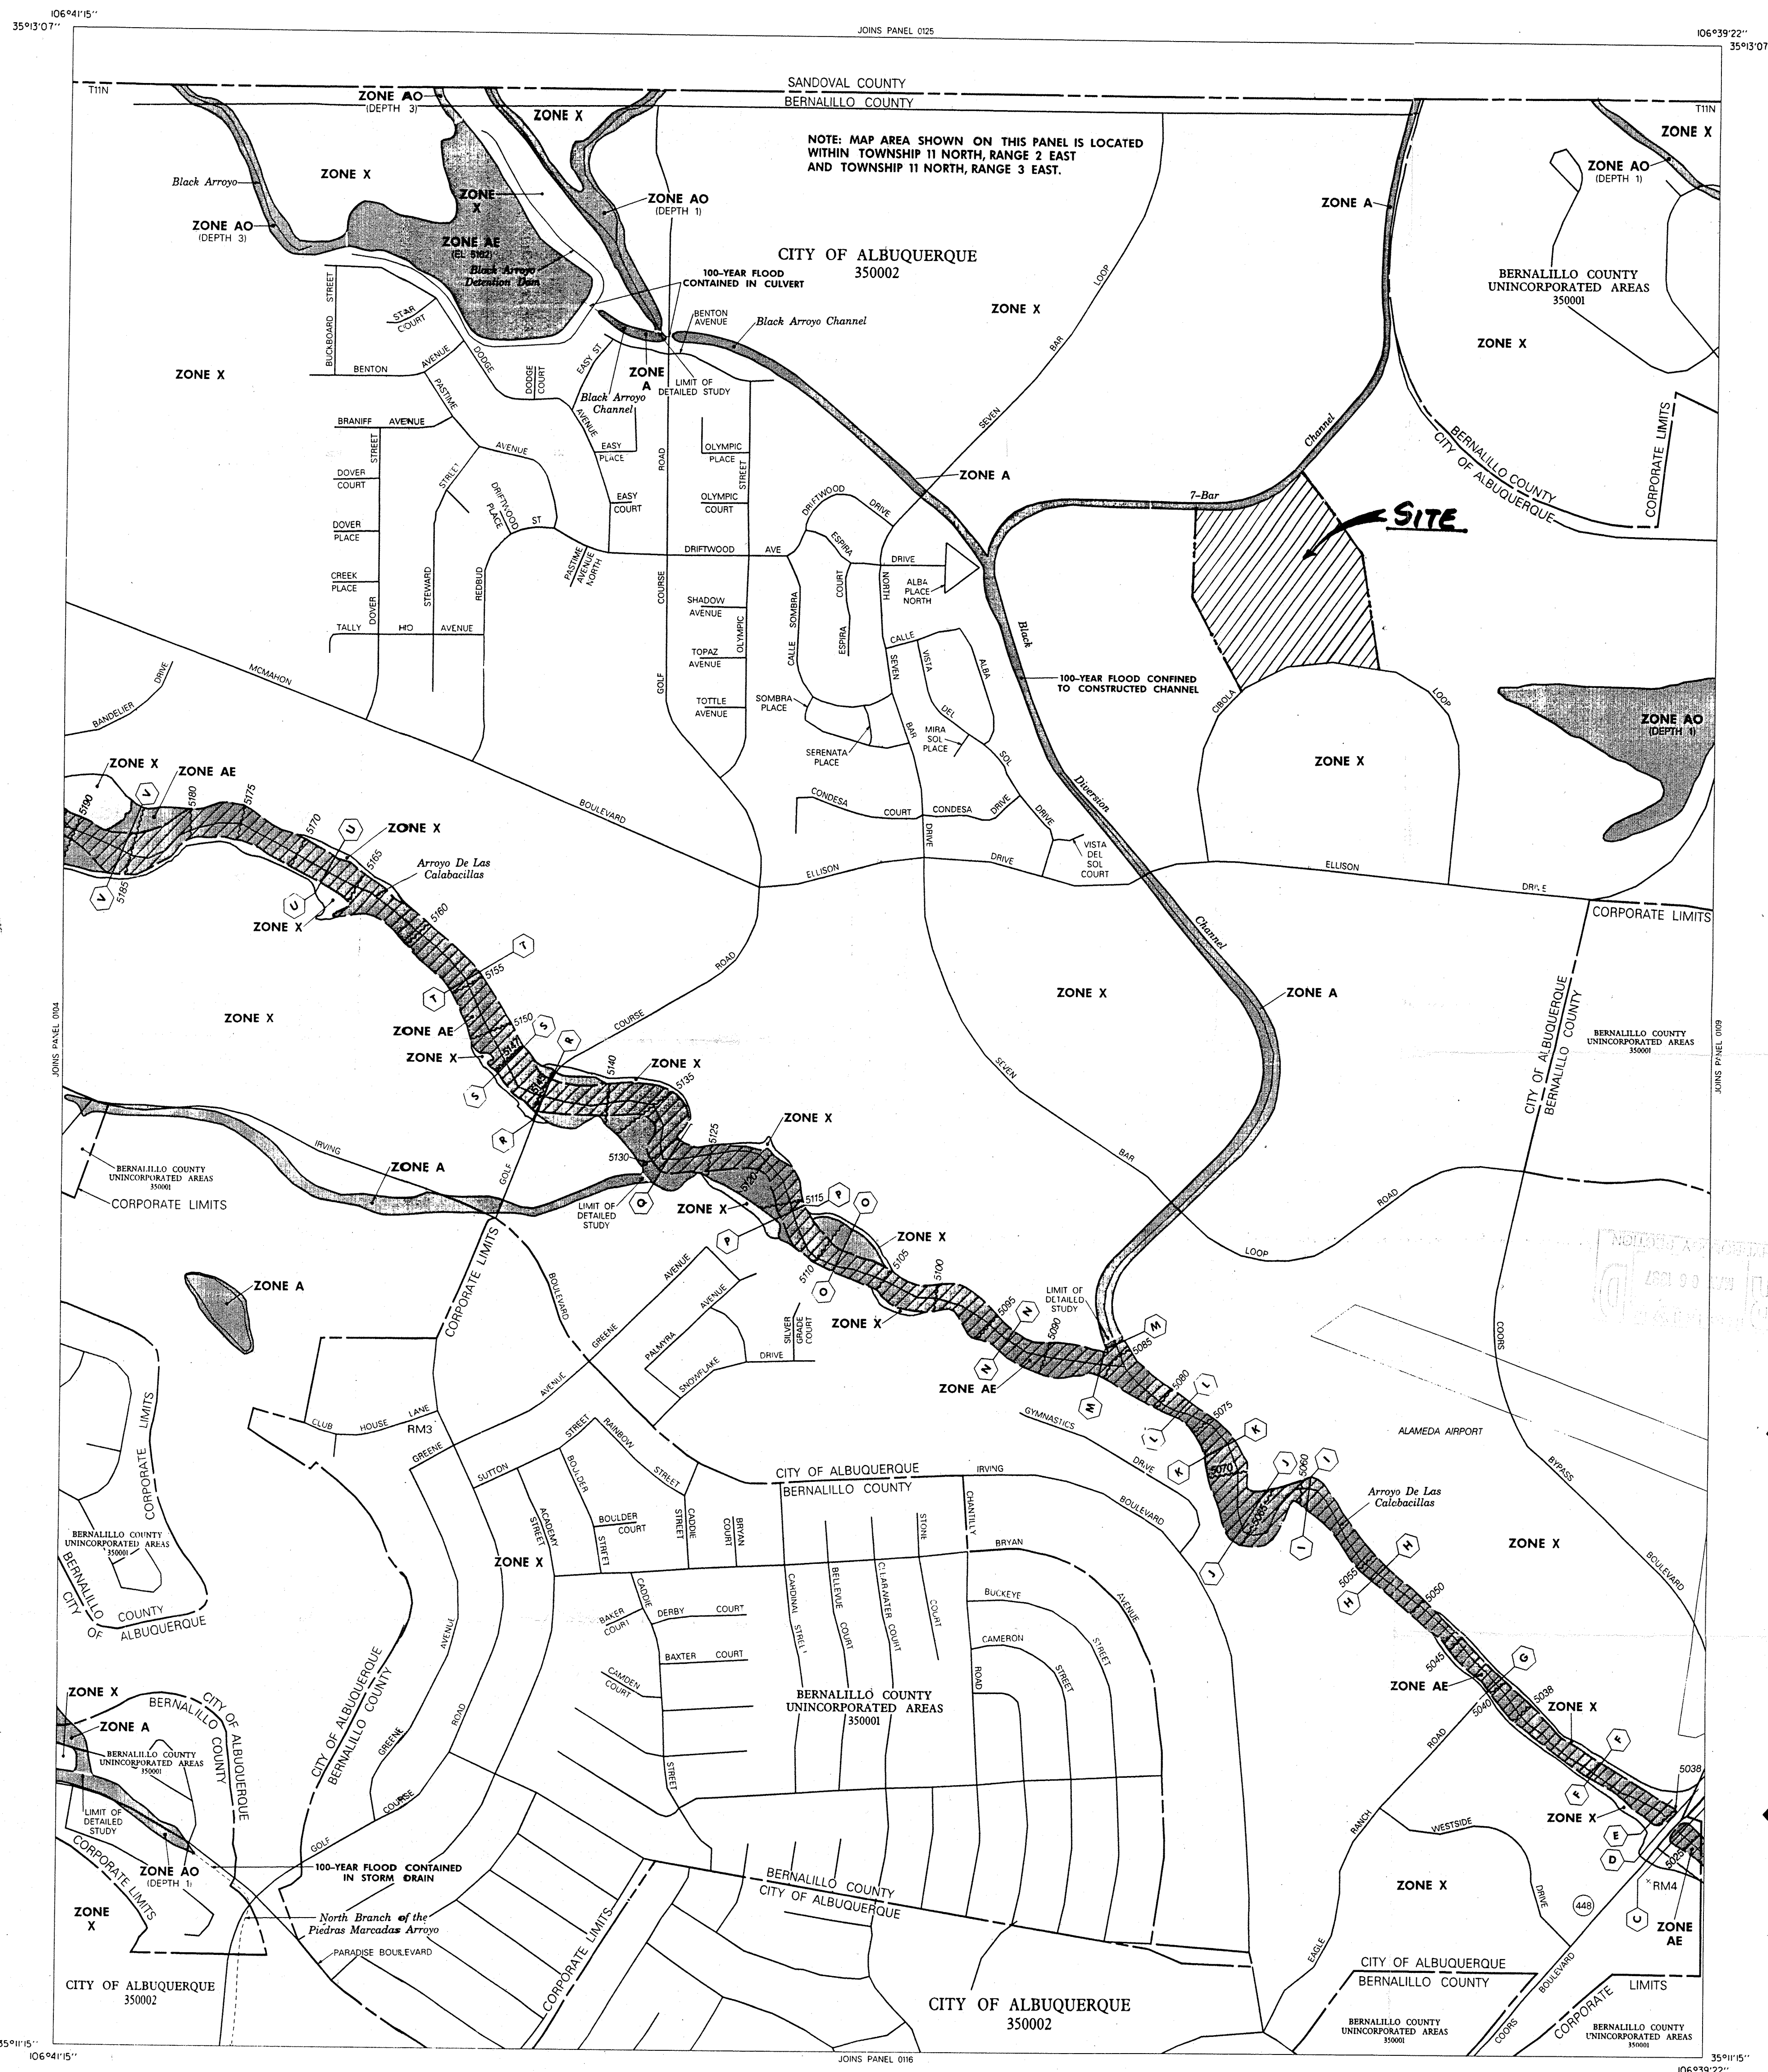 106°41'15"
35°13'07"
JOINS PANEL 0125
106°39'22"
35°13'07
T11N
SANDOVAL COUNTY
BERNALILLO COUNTY
T11N
ZONE AO
(DEPTH 3)
ZONE X
NOTE: MAP AREA SHOWN ON THIS PANEL IS LOCATED
WITHIN TOWNSHIP 11 NORTH, RANGE 2 EAST
AND TOWNSHIP 11 NORTH, RANGE 3 EAST.
ZONE X
ZONE AO
(DEPTH 1)
Black Arroyo
ZONE X
ZONE
X
ZONE AO
(DEPTH 1)
ZONE A
ZONE AO
(DEPTH 3)
ZONE AE
(EL 5162)
Black Arroyo
Detention Dam
CITY OF ALBUQUERQUE
350002
100-YEAR FLOOD
CONTAINED IN CULVERT
BERNALILLO COUNTY
UNINCORPORATED AREAS
350001
ZONE X
LOOP
BAR
SEVEN
BENTON
AVENUE
Black Arroyo Channel
ZONE X
BUCKBOARD STREET
STAR
COURT
DODGE
EASY ST
AVENUE
BENTON
AVENUE
DODGE
COURT
ZONE
A
LIMIT OF
DETAILED STUDY
Black Arroyo
Channel
ZONE X
PASTIME
BRANIFF AVENUE
AVENUE
EASY
PLACE
OLYMPIC
PLACE
STREET
DOVER
COURT
STREET
STREET
DRIFTWOOD
PLACE
ST
EASY
COURT
OLYMPIC
COURT
ROAD
ZONE A
Channel
7-Bar
SITE
BERNALILLO COUNTY
CITY OF ALBUQUERQUE
CORPORATE LIMITS
DOVER
PLACE
DRIFTWOOD
DRIVE
DRIFTWOOD AVE
PASTIME
AVENUE
NORTH
ESPIRA
DRIVE
COURT
ESPIRA
NORTH
ALBA
PLACE
NORTH
CREEK
PLACE
DOVER
STEWARD
REDBUD
COURSE
SHADOW
AVENUE
TALLY HO AVENUE
OLYMPIC
TOPAZ
AVENUE
CALLE SOMBRA
CALLE
VISTA
ALBA
SEVEN
Black
GOLF
TOTTLE
AVENUE
SOMBRA
PLACE
DEL
BAR
MIRA
SOL
PLACE
SOL
SERENATA
PLACE
100-YEAR FLOOD CONFINED
TO CONSTRUCTED CHANNEL
CIBOLA
LOOP
ZONE X
ZONE AO
(DEPTH 1)
MCMAHON
DRIVE
BANDELIER
BOULEVARD
Diversion
CONDESA
COURT
CONDESA
DRIVE
DRIVE
DRIVE
VISTA
DEL
SOL
COURT
ELLISON
DRIVE
ELLISON
DRIVE
CORPORATE LIMITS
ZONE X
5190
V
ZONE AE
5180
5175
5170
U
ZONE X
5165
Arroyo De Las
Calabacillas
V
5185
U
5160
ZONE X
T
5155
T
Channel
ROAD
ZONE X
ZONE X
ZONE A
COURSE
ZONE AE
5150
S
ZONE X
5147
R
5145
S
R
5140
ZONE X
5135
SEVEN
CITY OF ALBUQUERQUE
BERNALILLO COUNTY
BERNALILLO COUNTY
UNINCORPORATED AREAS
350001
JOINS PANEL 0104
JOINS PANEL 0109
IRVING
BERNALILLO COUNTY
UNINCORPORATED AREAS
350001
CORPORATE LIMITS
ZONE A
GOLF
5130
5125
ZONE X
LIMIT OF
DETAILED
STUDY
Q
5120
ZONE X
5115
P
O
P
5110
O
ZONE X
5105
5100
BAR
LOOP
ROAD
ZONE A
CORPORATE LIMITS
BOULEVARD
AVENUE
AVENUE
GREENE
PALMYRA
SILVER
GRADE
COURT
SNOWFLAKE
DRIVE
AVENUE
ZONE X
5095
N
5090
N
ZONE AE
LIMIT OF
DETAILED
STUDY
M
5085
M
5080
L
5075
L
K
5070
K
J
5065
5060
I
I
J
COORS
ALAMEDA AIRPORT
BYPASS
BOULEVARD
GYMNASTICS
DRIVE
Arroyo De Las
Calabacillas
CORPORATE LIMITS
CLUB HOUSE LANE
RM3
GREENE
SUTTON
STREET
RAINBOW
STREET
CITY OF ALBUQUERQUE
BERNALILLO COUNTY
IRVING
BOULEVARD
CHANTILLY
BOULDER
ACADEMY
STREET
BOULDER
COURT
STREET
CADDIE
STREET
BRYAN
COURT
STONE
BRYAN
ZONE X
ZONE X
H
5055
H
5050
BERNALILLO COUNTY
UNINCORPORATED AREAS
350001
BERNALILLO COUNTY
CITY OF ALBUQUERQUE
CADDIE
BAKER
COURT
DERBY COURT
CARDINAL STREET
BELLEVUE COURT
CLEARWATER COURT
COURT
BUCKEYE
AVENUE
CAMERON
STREET
STREET
ROAD
BAXTER COURT
CAMDEN
COURT
BERNALILLO COUNTY
UNINCORPORATED AREAS
350001
AVENUE
ROAD
GREENE
CITY OF ALBUQUERQUE
BERNALILLO COUNTY
STREET
COURSE
GOLF
5045
G
ZONE AE
5040
5038
ZONE X
F
F
ZONE X
5038
E
D
5025
RM4
C
ZONE
AE
448
ROAD
RANCH
WESTSIDE
DRIVE
ZONE X
EAGLE
ZONE X
ZONE A
BERNALILLO COUNTY
CITY OF ALBUQUERQUE
BERNALILLO COUNTY
UNINCORPORATED AREAS
350001
LIMIT OF
DETAILED
STUDY
CORPORATE LIMITS
ZONE AO
(DEPTH 1)
ZONE
X
100-YEAR FLOOD CONTAINED
IN STORM DRAIN
North Branch of the
Piedras Marcadas Arroyo
PARADISE BOULEVARD
CORPORATE LIMITS
BERNALILLO COUNTY
CITY OF ALBUQUERQUE
CITY OF ALBUQUERQUE
350002
CITY OF ALBUQUERQUE
350002
CITY OF ALBUQUERQUE
BERNALILLO COUNTY
BERNALILLO COUNTY
UNINCORPORATED AREAS
350001
BOULEVARD
COORS
CORPORATE LIMITS
BERNALILLO COUNTY
UNINCORPORATED AREAS
350001
35°11'15"
106°41'15"
JOINS PANEL 0116
35°11'15"
106°39'22"